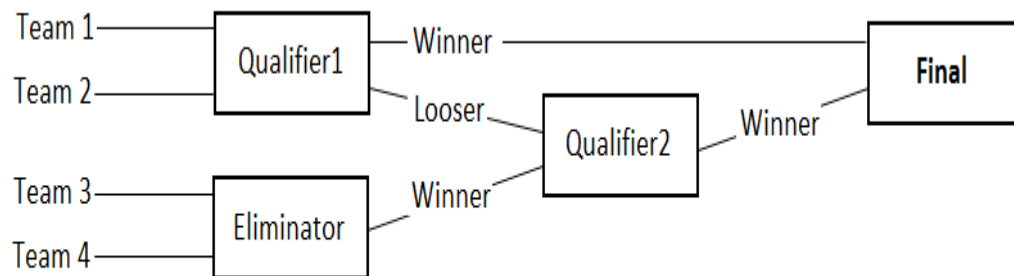 Team 1
Team 2
Qualifier1
Winner
Looser
Final
Qualifier2
Winner
Team 3
Team 4
Eliminator
Winner